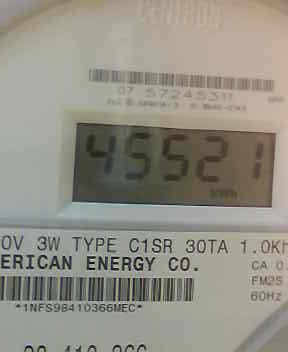 CENTRON
07 57245311
45521
KWh
0V 3W TYPE C1SR 30TA 1.0Kh
ERICAN ENERGY CO.
CA 0.
FM2S
60Hz
*1NFS98410366MEC*